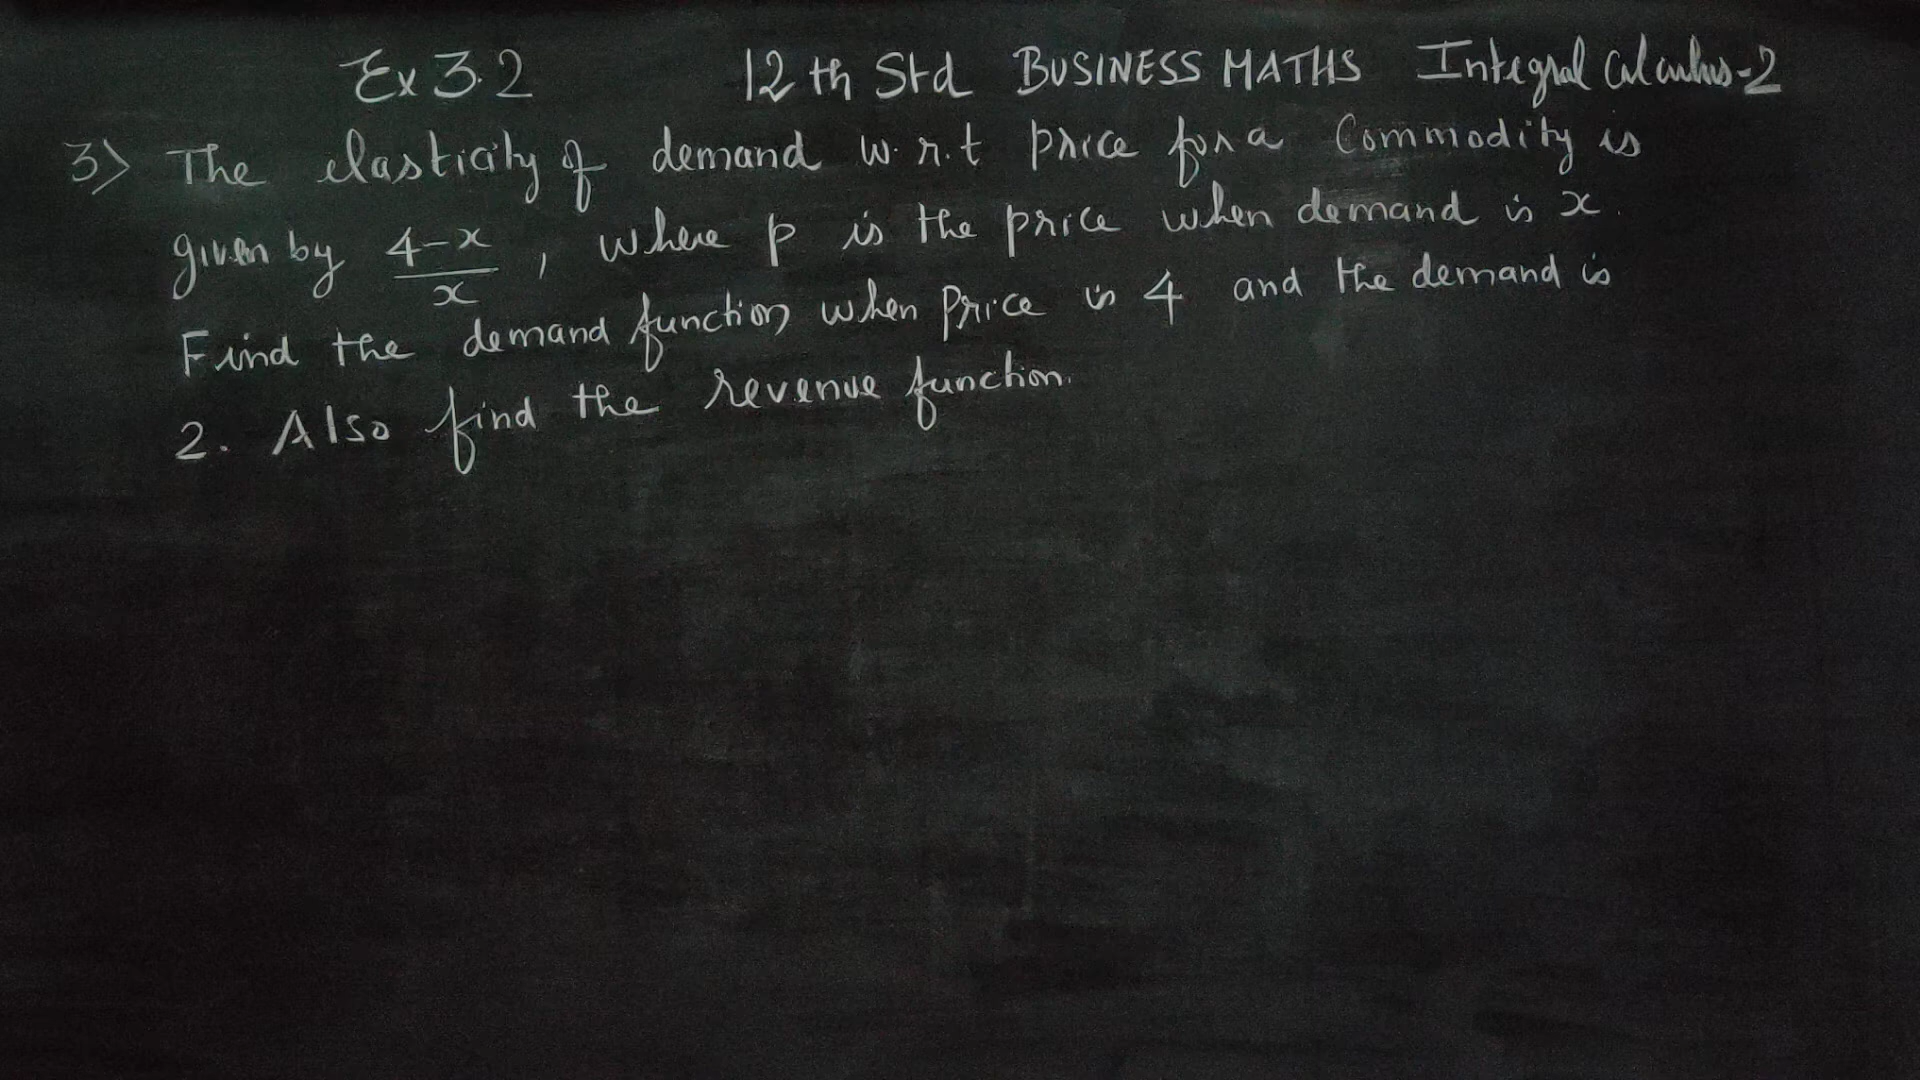 Ex 3.2 12th Std BUSINESS MATHS Integral Calculus-2
3) The elasticity of demand w.r.t price for a Commodity is
given by 4-x/x, where p is the price when demand is x.
Find the demand function when Price is 4 and the demand is
2. Also find the revenue function.